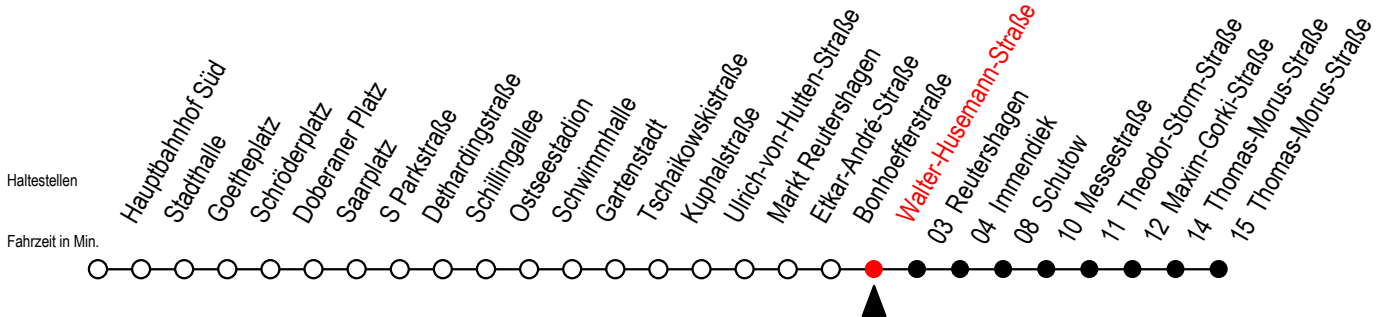 Haltestellen
Hauptbahnhof Süd
Stadthalle
Goetheplatz
Schröderplatz
Doberaner Platz
Saarplatz
S Parkstraße
Dethardingstraße
Schillingallee
Ostseestadion
Schwimmhalle
Gartenstadt
Tschaikowskistraße
Kuphalstraße
Ulrich-von-Hutten-Straße
Markt Reutershagen
Etkar-André-Straße
Bonhoefferstraße
Walter-Husemann-Straße
03 Reutershagen
04 Immendiek
08 Schutow
10 Messestraße
11 Theodor-Storm-Straße
12 Maxim-Gorki-Straße
14 Thomas-Morus-Straße
15 Thomas-Morus-Straße
Fahrzeit in Min.